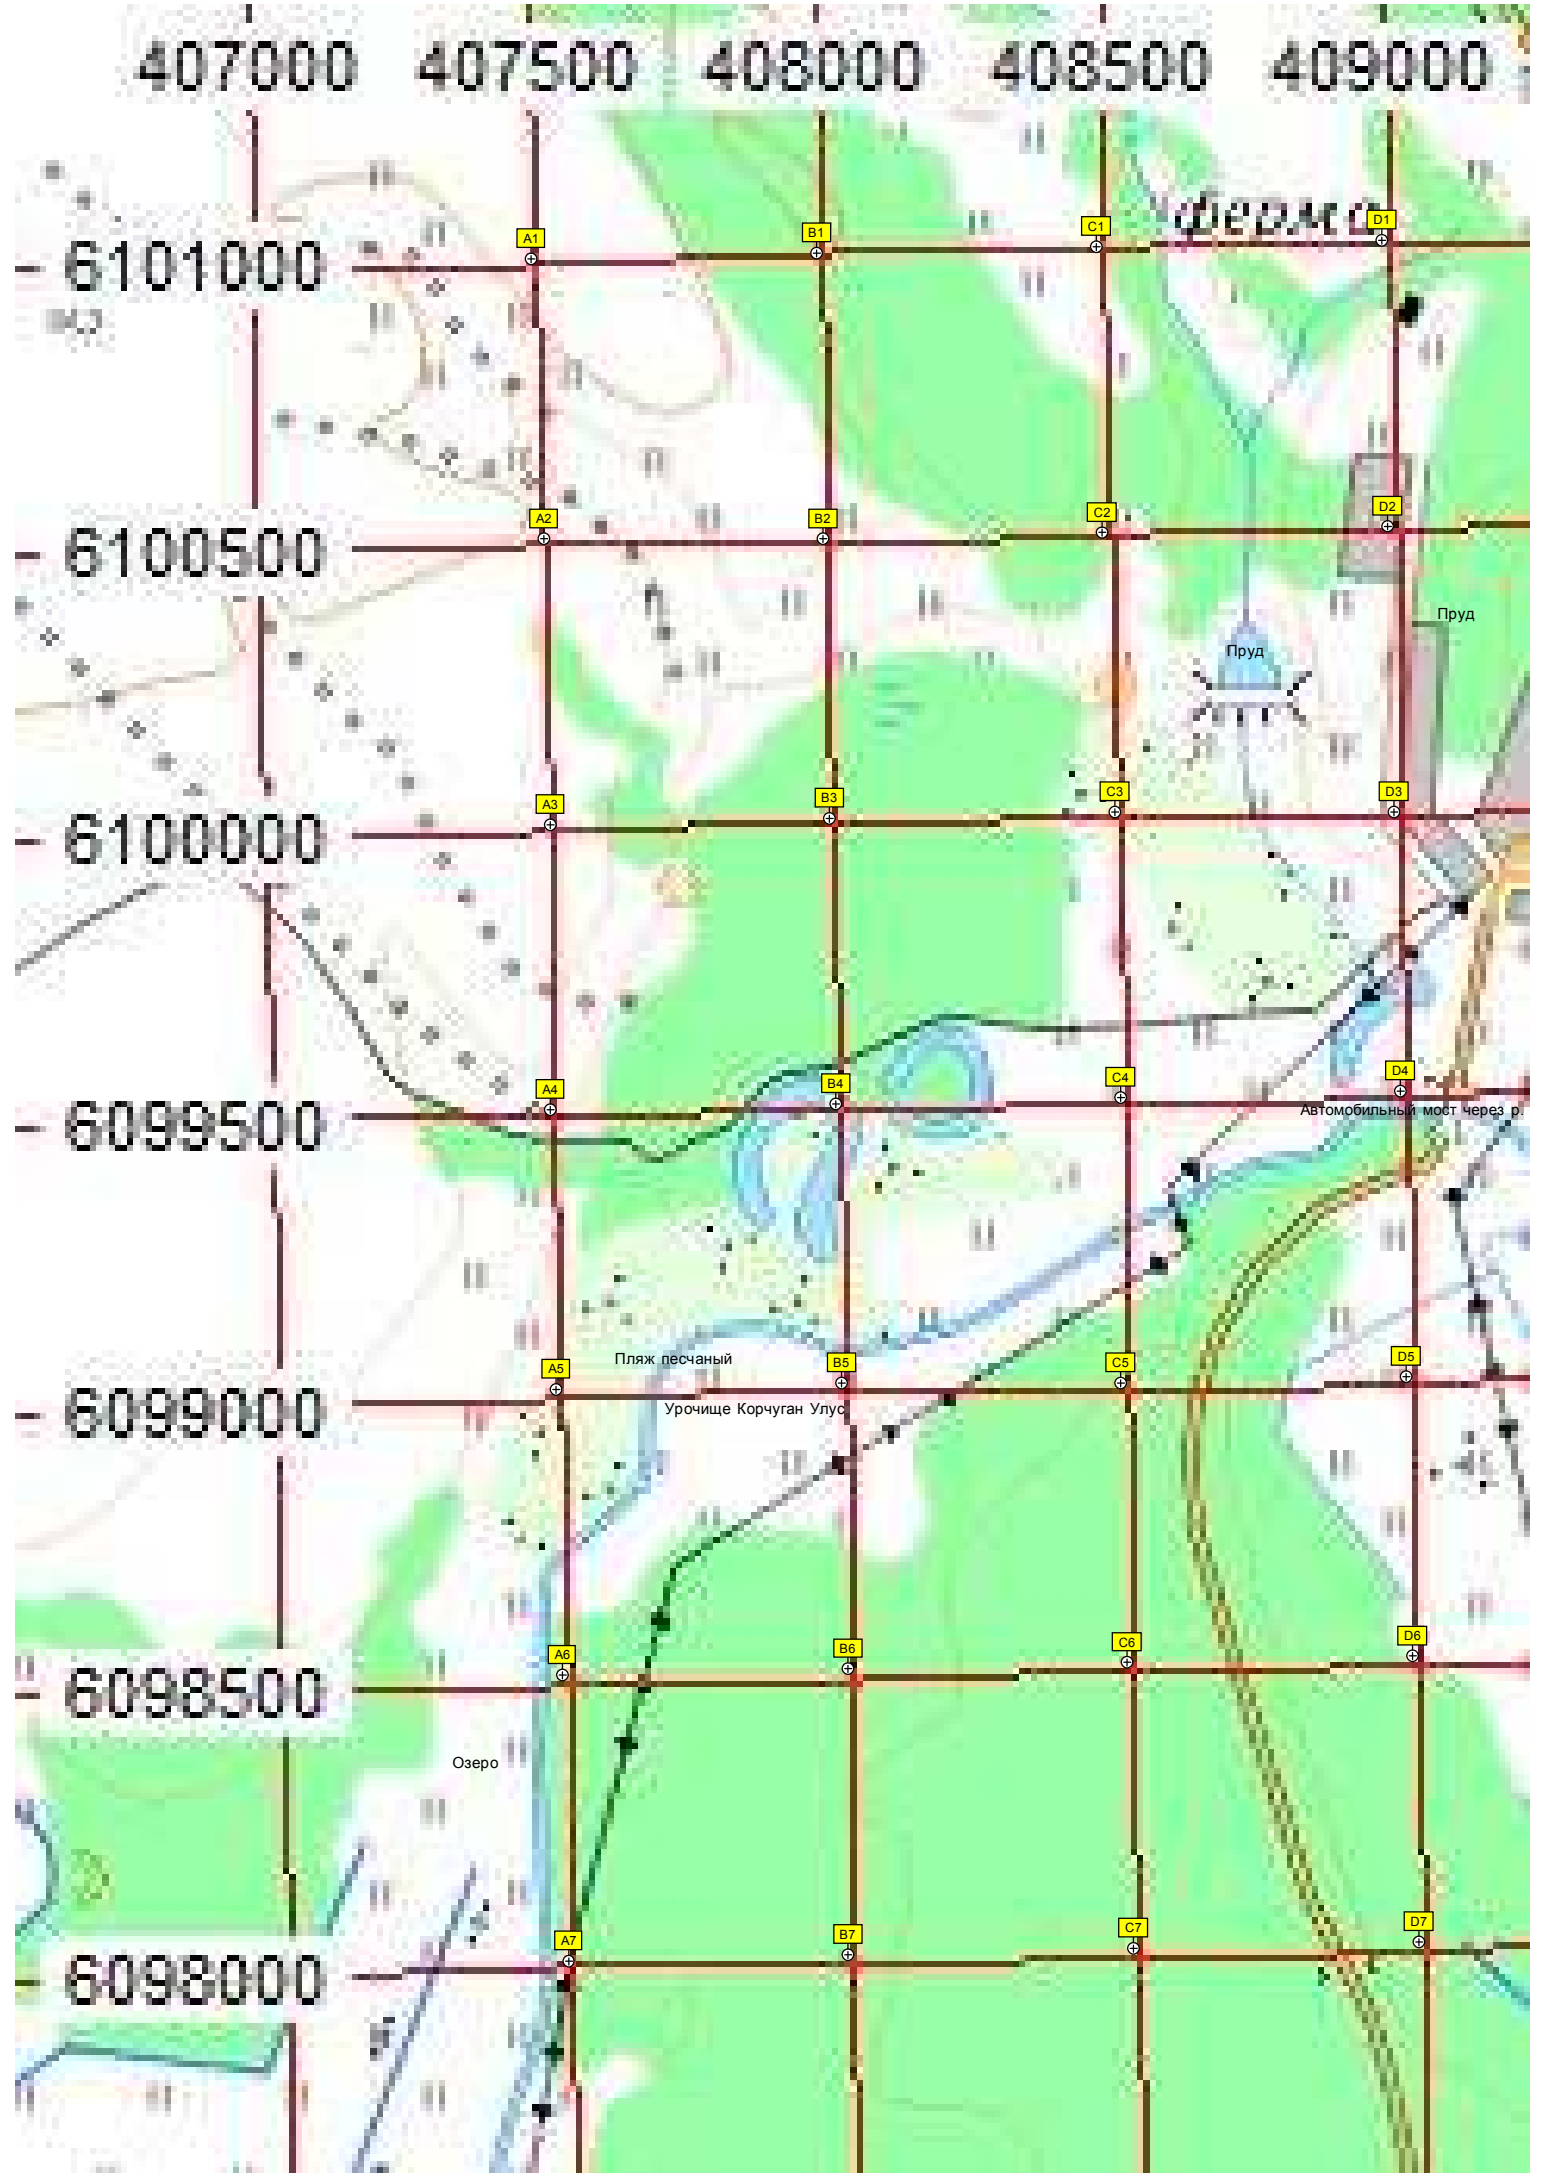 407000 407500 408000 408500 409000
ферма
A1 B1 C1 D1
6101000
A2 B2 C2 D2
6100500
Пруд
Пруд
A3 B3 C3 D3
6100000
A4 B4 C4 D4
Автомобильный мост через р.
6099500
Пляж песчаный
A5 B5 C5 D5
6099000
Урочище Корчуган Улус
A6 B6 C6 D6
6098500
Озеро
A7 B7 C7 D7
6098000